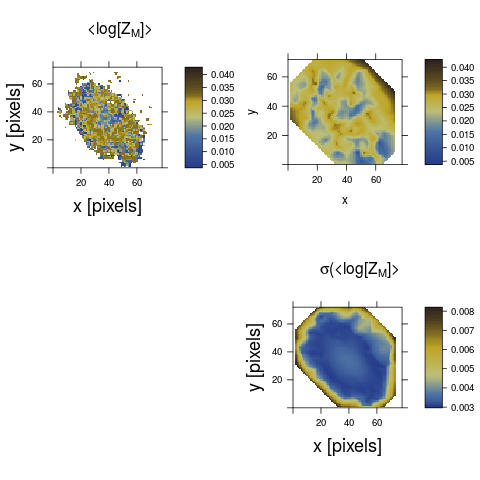 <log[Z_M]>
y [pixels]
60
40
20
20 40 60
x [pixels]
0.040
0.035
0.030
0.025
0.020
0.015
0.010
0.005
y
60
40
20
20 40 60
x
0.040
0.035
0.030
0.025
0.020
0.015
0.010
0.005
σ(<log[Z_M]>
y [pixels]
60
40
20
20 40 60
x [pixels]
0.008
0.007
0.006
0.005
0.004
0.003